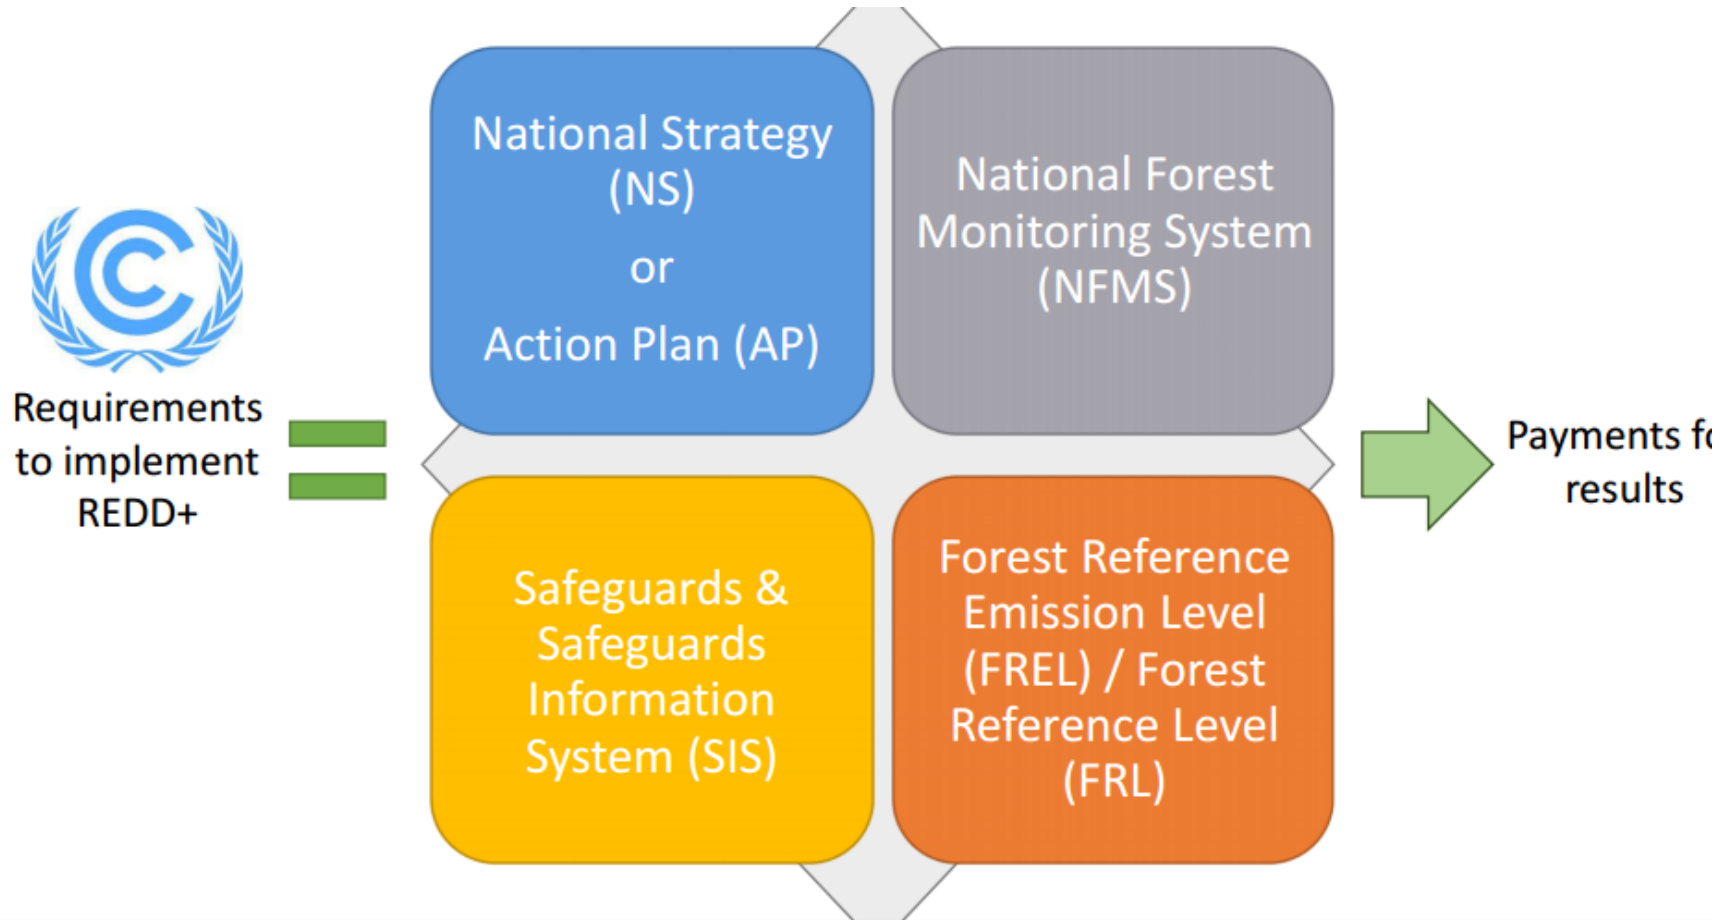 Requirements
to implement
REDD+
National Strategy
(NS)
or
Action Plan (AP)
National Forest
Monitoring System
(NFMS)
Safeguards &
Safeguards
Information
System (SIS)
Forest Reference
Emission Level
(FREL) / Forest
Reference Level
(FRL)
Payments
results